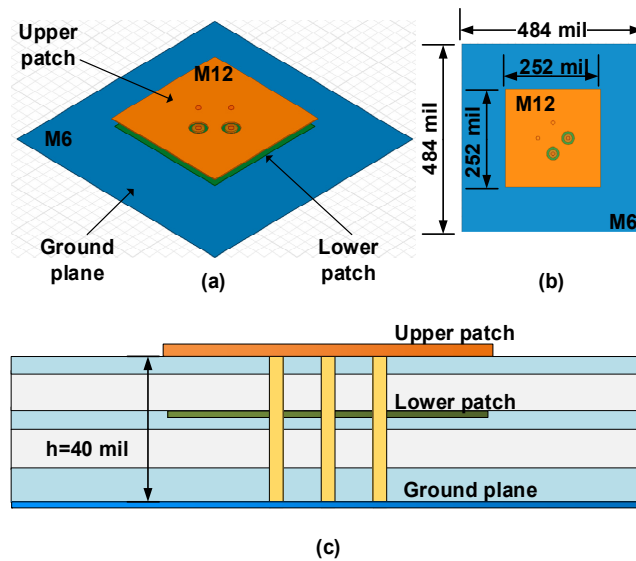 Upper
patch
M12
M6
Ground
plane
Lower
patch
(a)
484 mil
252 mil
M12
484 mil
252 mil
M6
(b)
Upper patch
Lower patch
h=40 mil
Ground plane
(c)